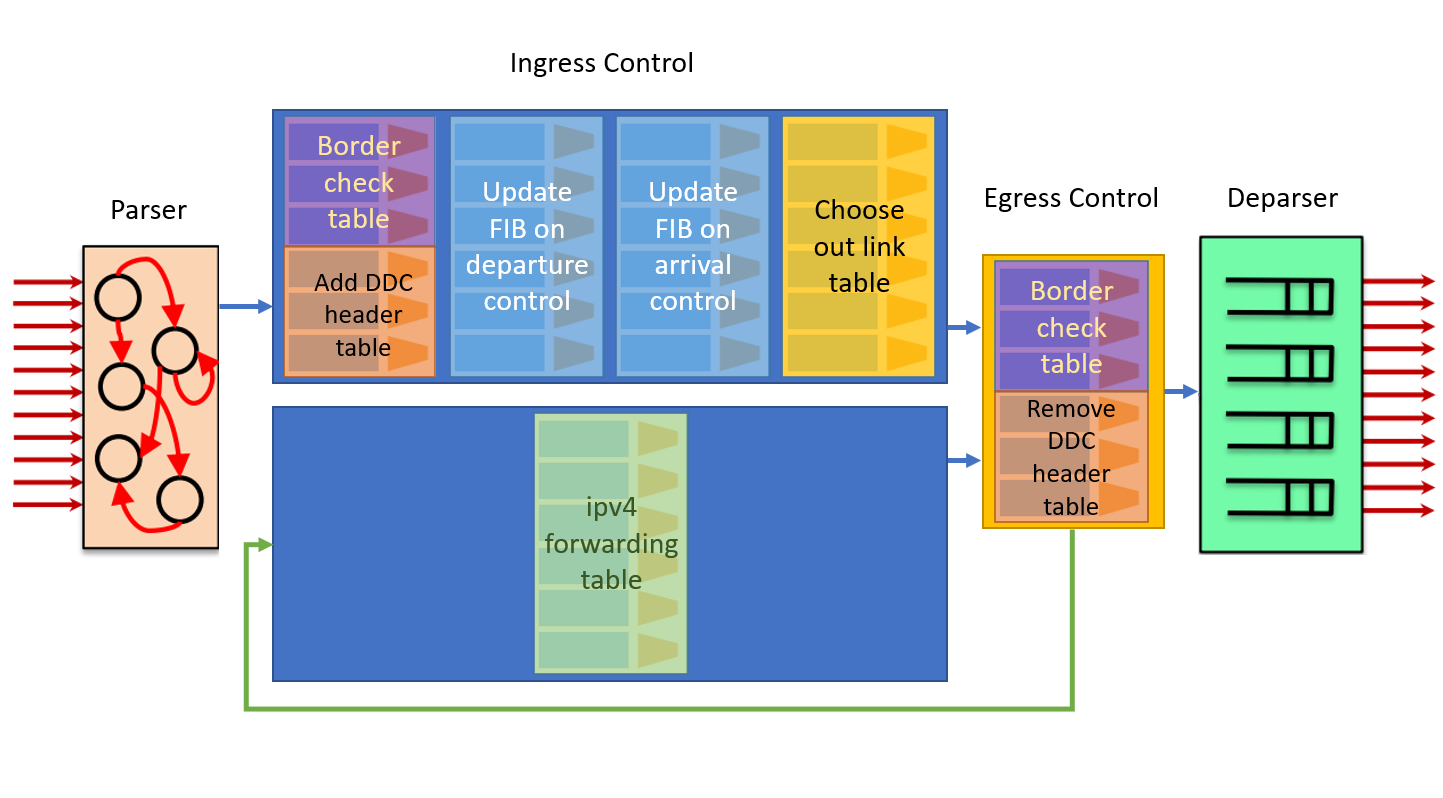 Ingress Control
Parser
Border
check
table
Add DDC
header
table
Update
FIB on
departure
control
Update
FIB on
arrival
control
Choose
out link
table
ipv4
forwarding
table
Egress Control
Border
check
table
Remove
DDC
header
table
Deparser